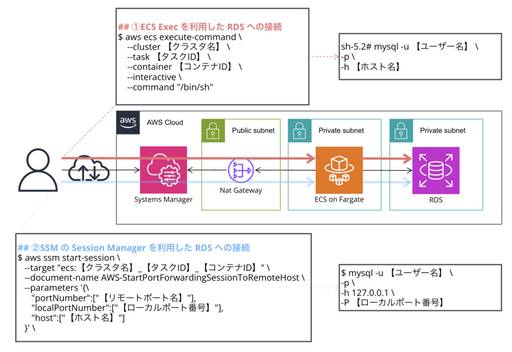 ## ①ECS Exec を利用した RDS への接続
$ aws ecs execute-command \
--cluster 【クラスタ名】 \
--task 【タスクID】 \
--container 【コンテナID】 \
--interactive \
--command "/bin/sh"
sh-5.2# mysql -u 【ユーザー名】 \
-p \
-h 【ホスト名】
aws
AWS Cloud
Public subnet
Private subnet
Private subnet
Systems Manager
Nat Gateway
ECS on Fargate
RDS
## ②SSM の Session Manager を利用した RDS への接続
$ aws ssm start-session \
--target "ecs:【クラスタ名】_【タスクID】_【コンテナID】" \
--document-name AWS-StartPortForwardingSessionToRemoteHost \
--parameters '{\
"portNumber":["【リモートポート名】"],
"localPortNumber":["【ローカルポート番号】"],
"host":["【ホスト名】"]
}' \
$ mysql -u 【ユーザー名】 \
-p \
-h 127.0.0.1 \
-P 【ローカルポート番号】